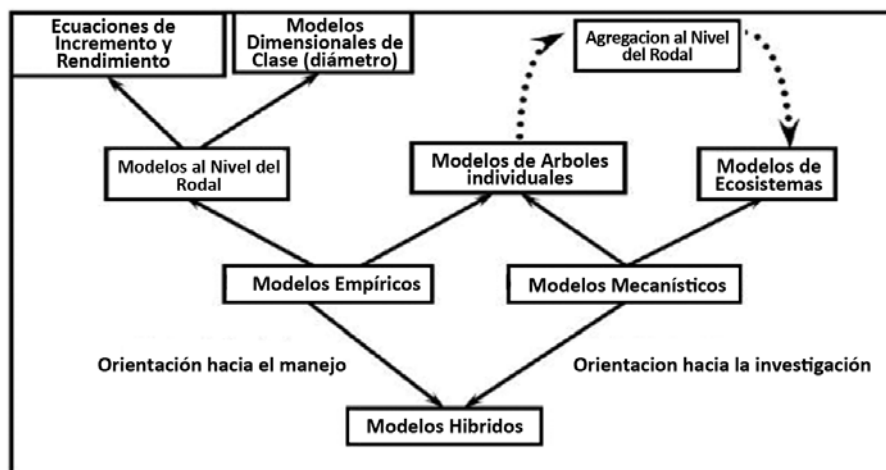 Ecuaciones de
Incremento y
Rendimiento
Modelos
Dimensionales de
Clase (diámetro)
Agregacion al Nivel
del Rodal
Modelos al Nivel del
Rodal
Modelos de Arboles
individuales
Modelos de
Ecosistemas
Modelos Empíricos
Modelos Mecanísticos
Orientación hacia el manejo
Orientacion hacia la investigación
Modelos Hibridos